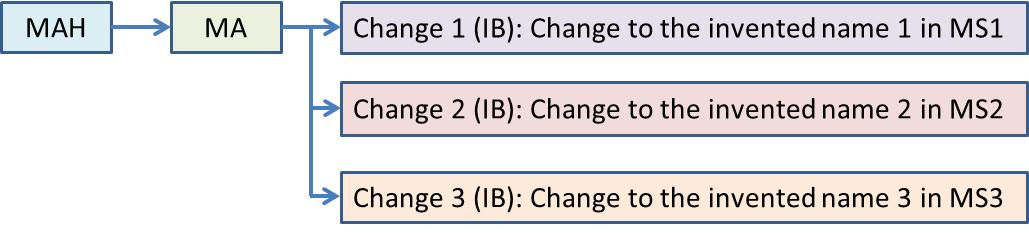 MAH
MA
Change 1 (IB): Change to the invented name 1 in MS1
Change 2 (IB): Change to the invented name 2 in MS2
Change 3 (IB): Change to the invented name 3 in MS3